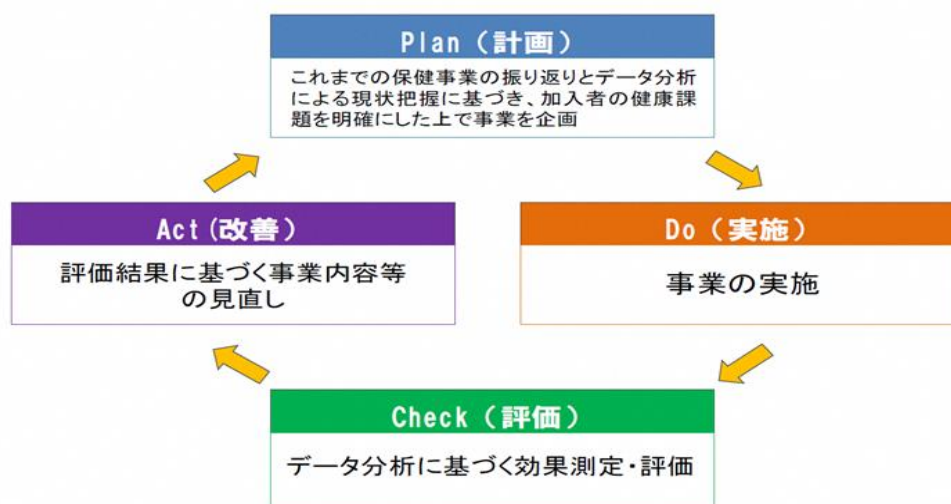 Plan（計画）
これまでの保健事業の振り返りとデータ分析
による現状把握に基づき、加入者の健康課
題を明確にした上で事業を企画
Act(改善）
評価結果に基づく事業内容等
の見直し
Do（実施）
事業の実施
Check（評価）
データ分析に基づく効果測定・評価